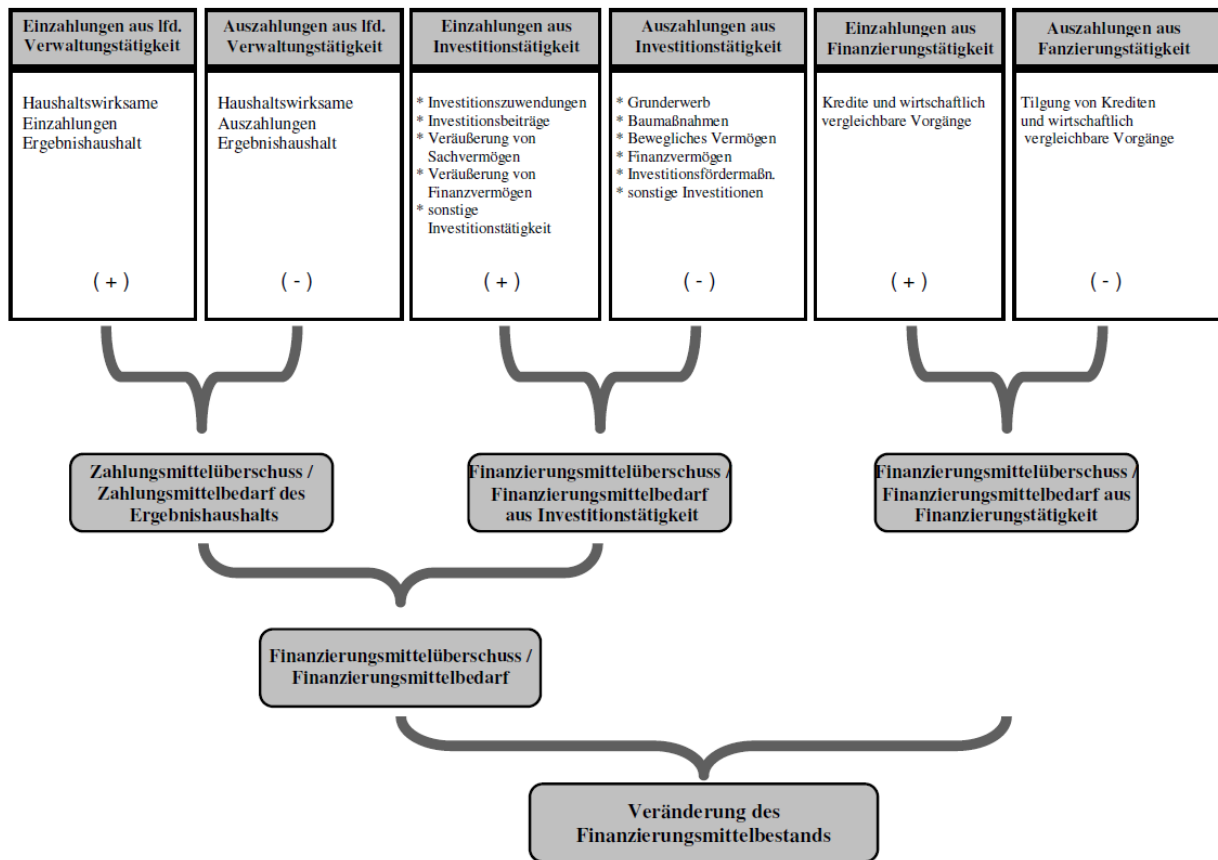 Einzahlungen aus lfd.
Verwaltungstätigkeit
Haushaltswirksame
Einzahlungen
Ergebnishaushalt
( + )
Auszahlungen aus lfd.
Verwaltungstätigkeit
Haushaltswirksame
Auszahlungen
Ergebnishaushalt
( - )
Einzahlungen aus
Investitionstätigkeit
* Investitionszuwendungen
* Investitionsbeiträge
* Veräußerung von
Sachvermögen
* Veräußerung von
Finanzvermögen
* sonstige
Investitionstätigkeit
( + )
Auszahlungen aus
Investitionstätigkeit
* Grunderwerb
* Baumaßnahmen
* Bewegliches Vermögen
* Finanzvermögen
* Investitionsfördermaßn.
* sonstige Investitionen
( - )
Einzahlungen aus
Finanzierungstätigkeit
Kredite und wirtschaftlich
vergleichbare Vorgänge
( + )
Auszahlungen aus
Fanzierungstätigkeit
Tilgung von Krediten
und wirtschaftlich
vergleichbare Vorgänge
( - )
Zahlungsmittelüberschuss /
Zahlungsmittelbedarf des
Ergebnishaushalts
Finanzierungsmittelüberschuss /
Finanzierungsmittelbedarf
aus Investitionstätigkeit
Finanzierungsmittelüberschuss /
Finanzierungsmittelbedarf aus
Finanzierungstätigkeit
Finanzierungsmittelüberschuss /
Finanzierungsmittelbedarf
Veränderung des
Finanzierungsmittelbestands